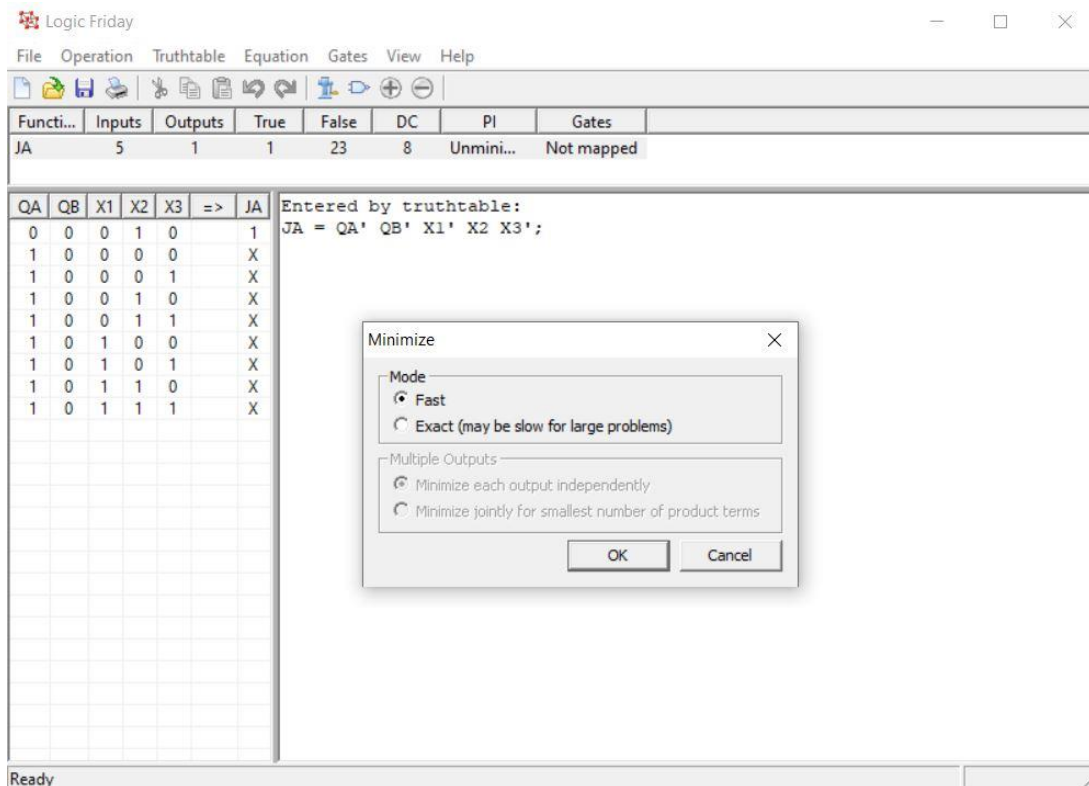 Logic Friday
File Operation Truthtable Equation Gates View Help
Functi... Inputs Outputs True False DC PI Gates
JA 5 1 1 23 8 Unmini... Not mapped
QA QB X1 X2 X3 => JA
0 0 0 1 0 1
1 0 0 0 0 X
1 0 0 0 1 X
1 0 0 1 0 X
1 0 0 1 1 X
1 0 1 0 0 X
1 0 1 0 1 X
1 0 1 1 0 X
1 0 1 1 1 X
Entered by truthtable:
JA = QA' QB' X1' X2 X3';
Minimize
Mode
Fast
Exact (may be slow for large problems)
Multiple Outputs
Minimize each output independently
Minimize jointly for smallest number of product terms
OK Cancel
Ready